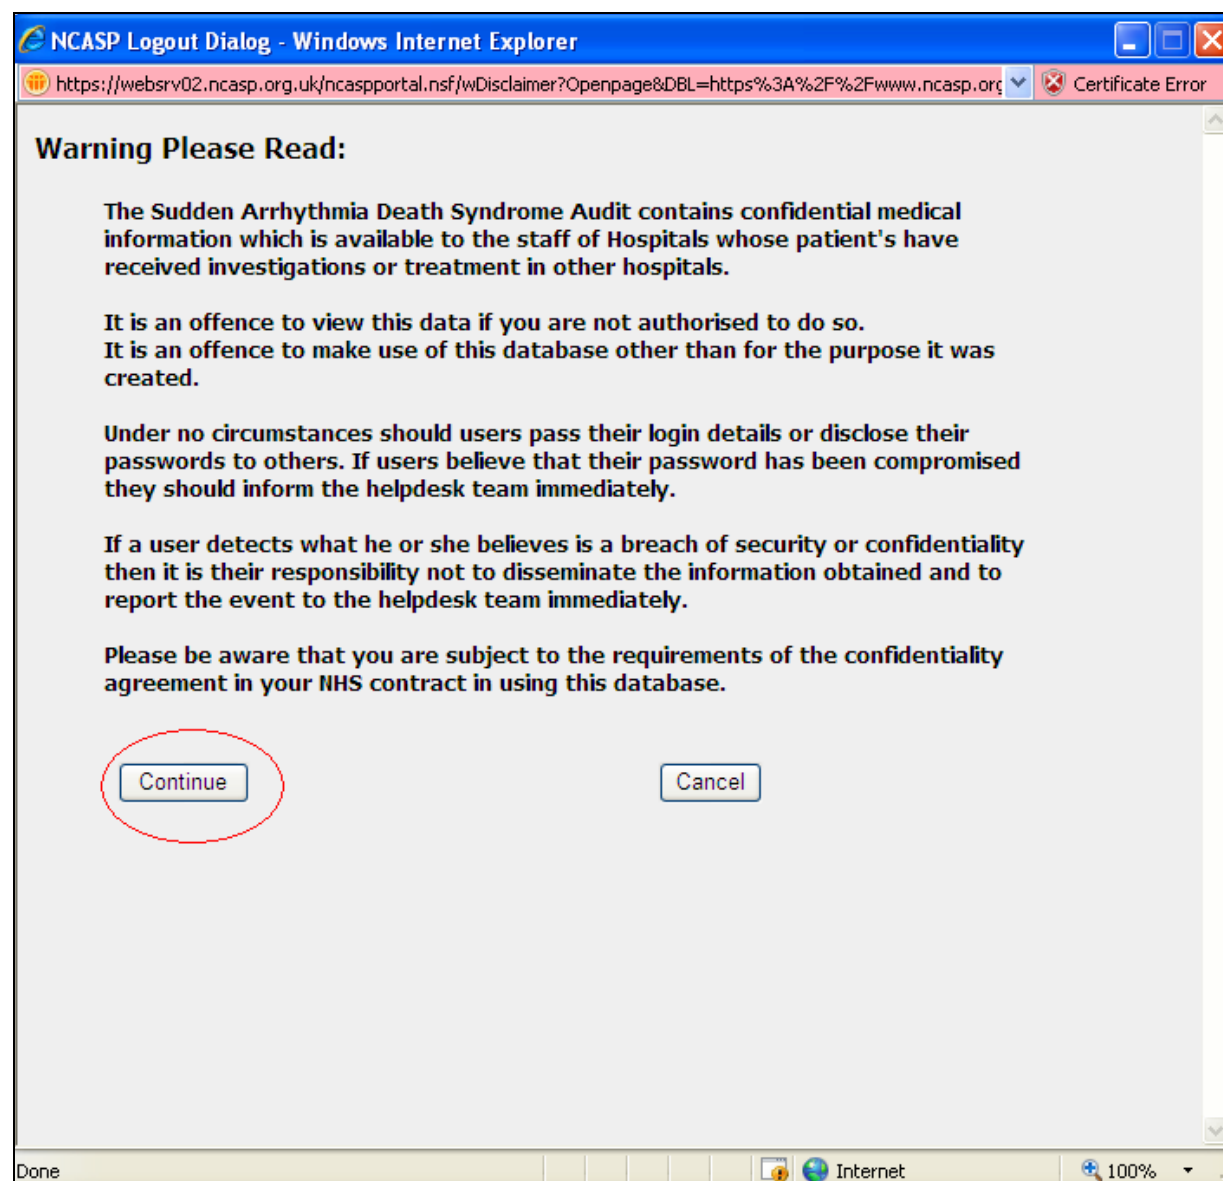 NCASP Logout Dialog - Windows Internet Explorer
https://websrv02.ncasp.org.uk/ncaspportal.nsf/wDisclaimer?Openpage&DBL=https%3A%2F%2Fwww.ncasp.org Certificate Error
Warning Please Read:
The Sudden Arrhythmia Death Syndrome Audit contains confidential medical
information which is available to the staff of Hospitals whose patient's have
received investigations or treatment in other hospitals.
It is an offence to view this data if you are not authorised to do so.
It is an offence to make use of this database other than for the purpose it was
created.
Under no circumstances should users pass their login details or disclose their
passwords to others. If users believe that their password has been compromised
they should inform the helpdesk team immediately.
If a user detects what he or she believes is a breach of security or confidentiality
then it is their responsibility not to disseminate the information obtained and to
report the event to the helpdesk team immediately.
Please be aware that you are subject to the requirements of the confidentiality
agreement in your NHS contract in using this database.
Continue Cancel
Done Internet 100%